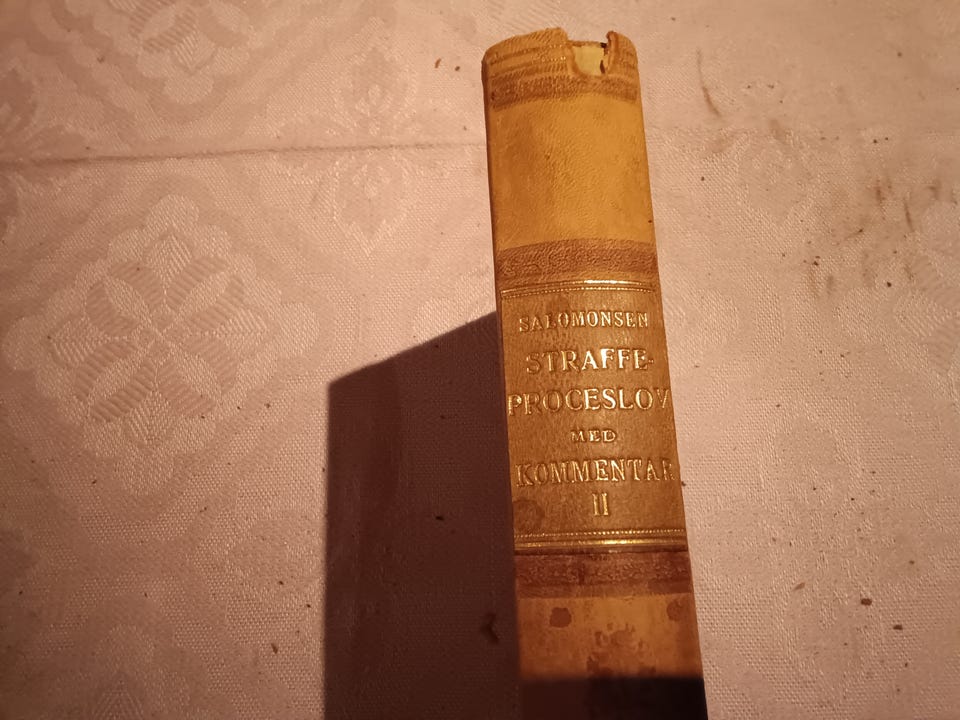 SALOMONSEN
STRAFFE-
PROCESLOV
MED
KOMMENTAR
II